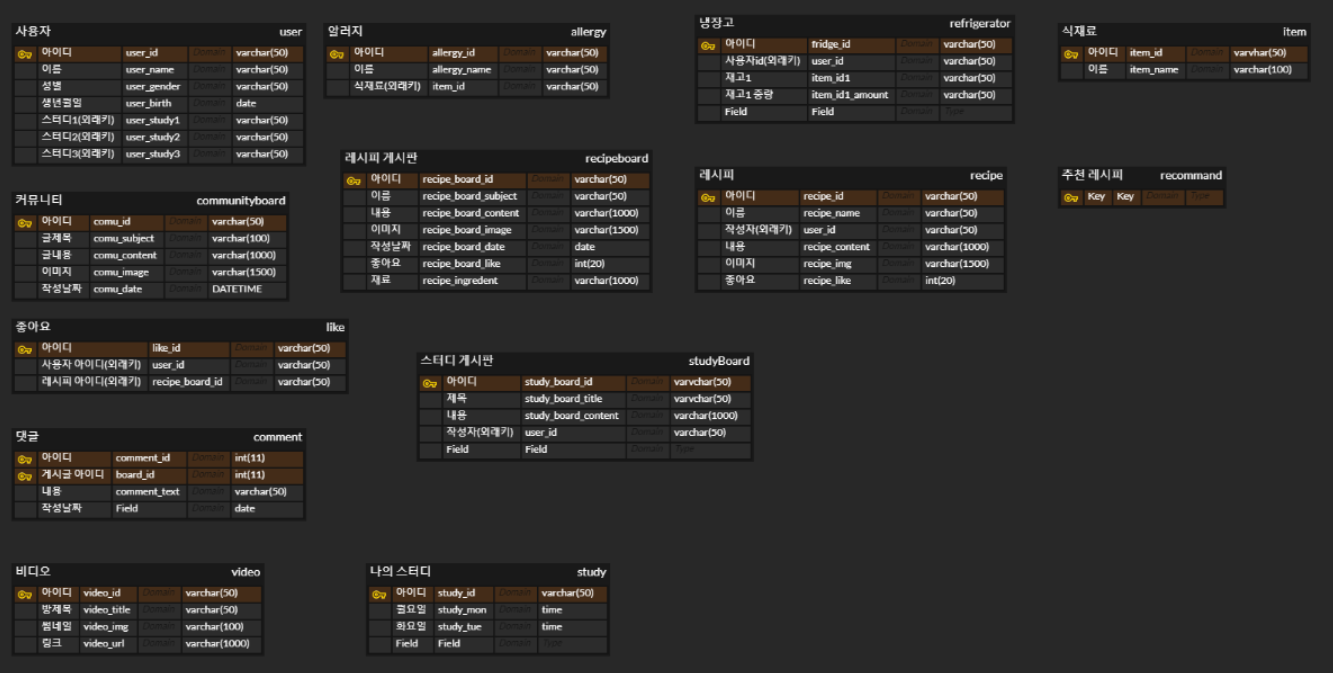 사용자 user
아이디 user_id Domain varchar(50)
이름 user_name Domain varchar(50)
성별 user_gender Domain varchar(50)
생년월일 user_birth Domain date
스터디1(외래키) user_study1 Domain varchar(50)
스터디2(외래키) user_study2 Domain varchar(50)
스터디3(외래키) user_study3 Domain varchar(50)
알러지 allergy
아이디 allergy_id Domain varchar(50)
이름 allergy_name Domain varchar(50)
식재료(외래키) item_id Domain varchar(50)
냉장고 refrigerator
아이디 fridge_id Domain varchar(50)
사용자id(외래키) user_id Domain varchar(50)
재고1 item_id1 Domain varchar(50)
재고1 중량 item_id1_amount Domain varchar(50)
Field Field Domain Type
식재료 item
아이디 item_id Domain varvhar(50)
이름 item_name Domain varchar(100)
커뮤니티 communityboard
아이디 comu_id Domain varchar(50)
글제목 comu_subject Domain varchar(100)
글내용 comu_content Domain varchar(1000)
이미지 comu_image Domain varchar(1500)
작성날짜 comu_date Domain DATETIME
레시피 게시판 recipeboard
아이디 recipe_board_id Domain varchar(50)
이름 recipe_board_subject Domain varchar(50)
내용 recipe_board_content Domain varchar(1000)
이미지 recipe_board_image Domain varchar(1500)
작성날짜 recipe_board_date Domain date
좋아요 recipe_board_like Domain int(20)
재료 recipe_ingredent Domain varchar(1000)
레시피 recipe
아이디 recipe_id Domain varchar(50)
이름 recipe_name Domain varchar(50)
작성자(외래키) user_id Domain varchar(50)
내용 recipe_content Domain varchar(1000)
이미지 recipe_img Domain varchar(1500)
좋아요 recipe_like Domain int(20)
추천 레시피 recommand
Key Key Domain Type
좋아요 like
아이디 like_id Domain varchar(50)
사용자 아이디(외래키) user_id Domain varchar(50)
레시피 아이디(외래키) recipe_board_id Domain varchar(50)
스터디 게시판 studyBoard
아이디 study_board_id Domain varvchar(50)
제목 study_board_title Domain varvchar(50)
내용 study_board_content Domain varchar(1000)
작성자(외래키) user_id Domain varchar(50)
Field Field Domain Type
댓글 comment
아이디 comment_id Domain int(11)
게시글 아이디 board_id Domain int(11)
내용 comment_text Domain varchar(50)
작성날짜 Field Domain date
비디오 video
아이디 video_id Domain varchar(50)
방제목 video_title Domain varchar(50)
썸네일 video_img Domain varchar(100)
링크 video_url Domain varchar(1000)
나의 스터디 study
아이디 study_id Domain varchar(50)
월요일 study_mon Domain time
화요일 study_tue Domain time
Field Field Domain Type